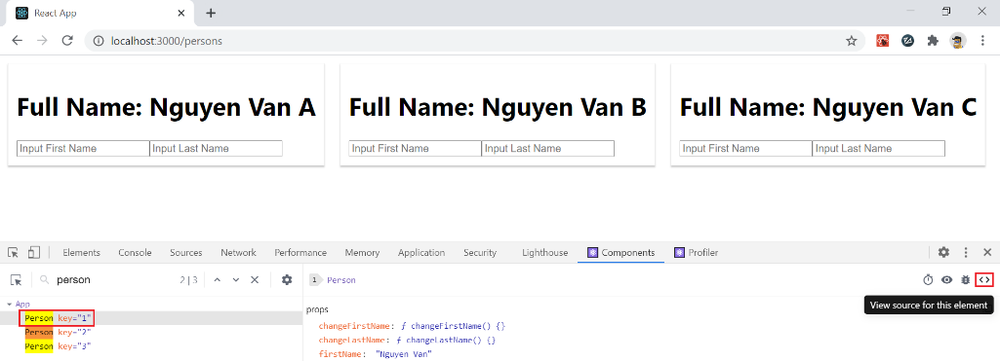 React App
localhost:3000/persons
Full Name: Nguyen Van A
Input First Name Input Last Name
Full Name: Nguyen Van B
Input First Name Input Last Name
Full Name: Nguyen Van C
Input First Name Input Last Name
Elements Console Sources Network Performance Memory Application Security Lighthouse Components Profiler
person 2 | 3
1 Person
View source for this element
App
Person key="1"
Person key="2"
Person key="3"
props
changeFirstName: ƒ changeFirstName() {}
changeLastName: ƒ changeLastName() {}
firstName: "Nguyen Van"